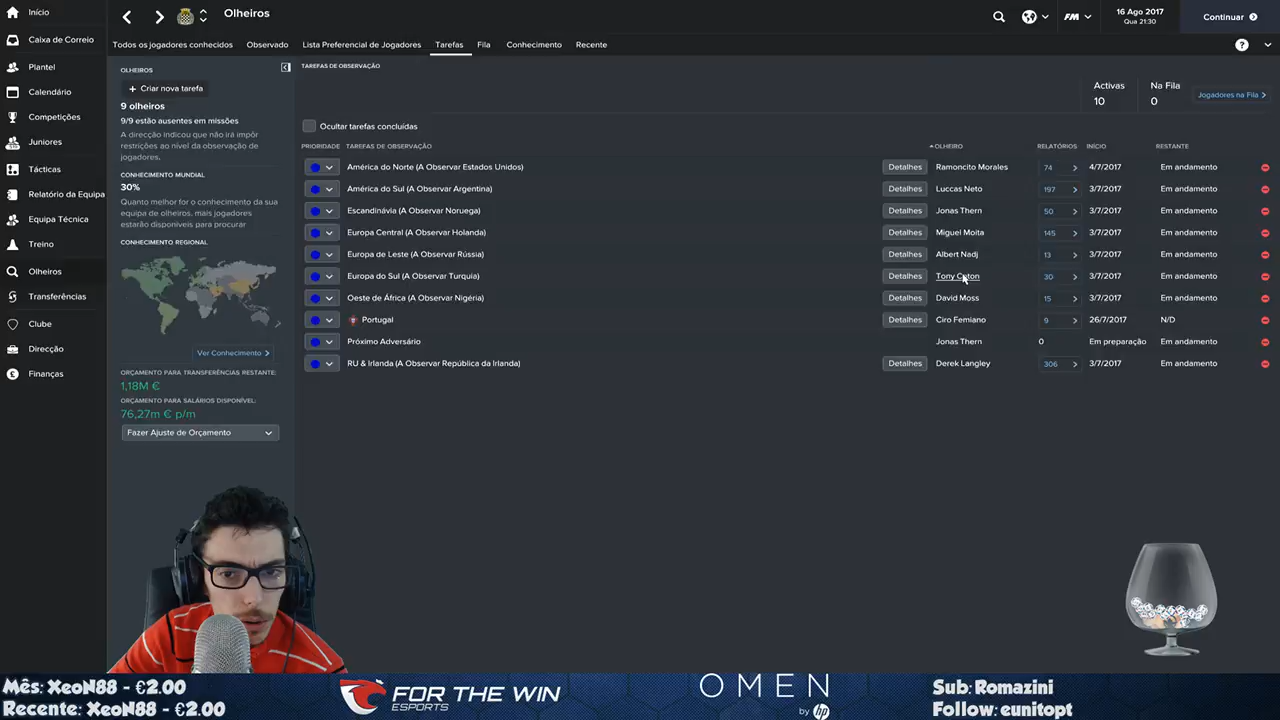 Início
Caixa de Correio
Plantel
Calendário
Competições
Juniores
Tácticas
Relatório da Equipa
Equipa Técnica
Treino
Olheiros
Transferências
Clube
Direcção
Finanças
Olheiros
FM
16 Ago 2017
Qua 21:30
Continuar
Todos os jogadores conhecidos
Observado
Lista Preferencial de Jogadores
Tarefas
Fila
Conhecimento
Recente
?
OLHEIROS
+ Criar nova tarefa
9 olheiros
9/9 estão ausentes em missões
A direcção indicou que não irá impôr
restrições ao nível da observação de
jogadores.
CONHECIMENTO MUNDIAL
30%
Quanto melhor for o conhecimento da sua
equipa de olheiros, mais jogadores
estarão disponíveis para procurar
CONHECIMENTO REGIONAL
Ver Conhecimento
ORÇAMENTO PARA TRANSFERÊNCIAS RESTANTE:
1,18M €
ORÇAMENTO PARA SALÁRIOS DISPONÍVEL:
76,27m € p/m
Fazer Ajuste de Orçamento
TAREFAS DE OBSERVAÇÃO
Activas
10
Na Fila
0
Jogadores na Fila
Ocultar tarefas concluídas
PRIORIDADE TAREFAS DE OBSERVAÇÃO OLHEIRO RELATÓRIOS INÍCIO RESTANTE
América do Norte (A Observar Estados Unidos) Detalhes Ramoncito Morales 74 4/7/2017 Em andamento
América do Sul (A Observar Argentina) Detalhes Luccas Neto 197 3/7/2017 Em andamento
Escandinávia (A Observar Noruega) Detalhes Jonas Thern 50 3/7/2017 Em andamento
Europa Central (A Observar Holanda) Detalhes Miguel Moita 145 3/7/2017 Em andamento
Europa de Leste (A Observar Rússia) Detalhes Albert Nadj 13 3/7/2017 Em andamento
Europa do Sul (A Observar Turquia) Detalhes Tony Coton 30 3/7/2017 Em andamento
Oeste de África (A Observar Nigéria) Detalhes David Moss 15 3/7/2017 Em andamento
Portugal Detalhes Ciro Femiano 9 26/7/2017 N/D
Próximo Adversário Jonas Thern 0 Em preparação Em andamento
RU & Irlanda (A Observar República da Irlanda) Detalhes Derek Langley 306 3/7/2017 Em andamento
Mês: XeoN88 - €2.00
Recente: XeoN88 - €2.00
FOR THE WIN
ESPORTS
OMEN
by hp
Sub: Romazini
Follow: eunitopt